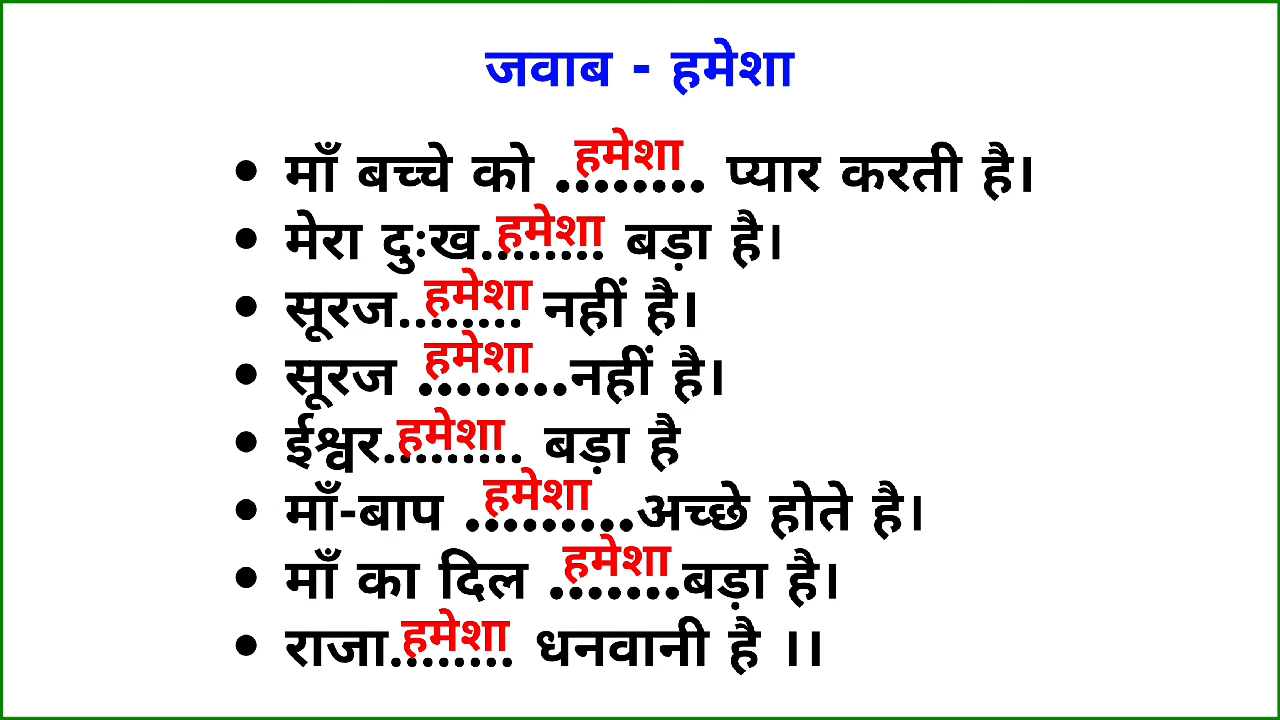 जवाब - हमेशा
• माँ बच्चे को ........हमेशा प्यार करती है।
• मेरा दुःख........हमेशा बड़ा है।
• सूरज........हमेशा नहीं है।
• सूरज ........हमेशा नहीं है।
• ईश्वर.........हमेशा बड़ा है
• माँ-बाप .........हमेशा अच्छे होते है।
• माँ का दिल .......हमेशा बड़ा है।
• राजा........हमेशा धनवानी है ।।